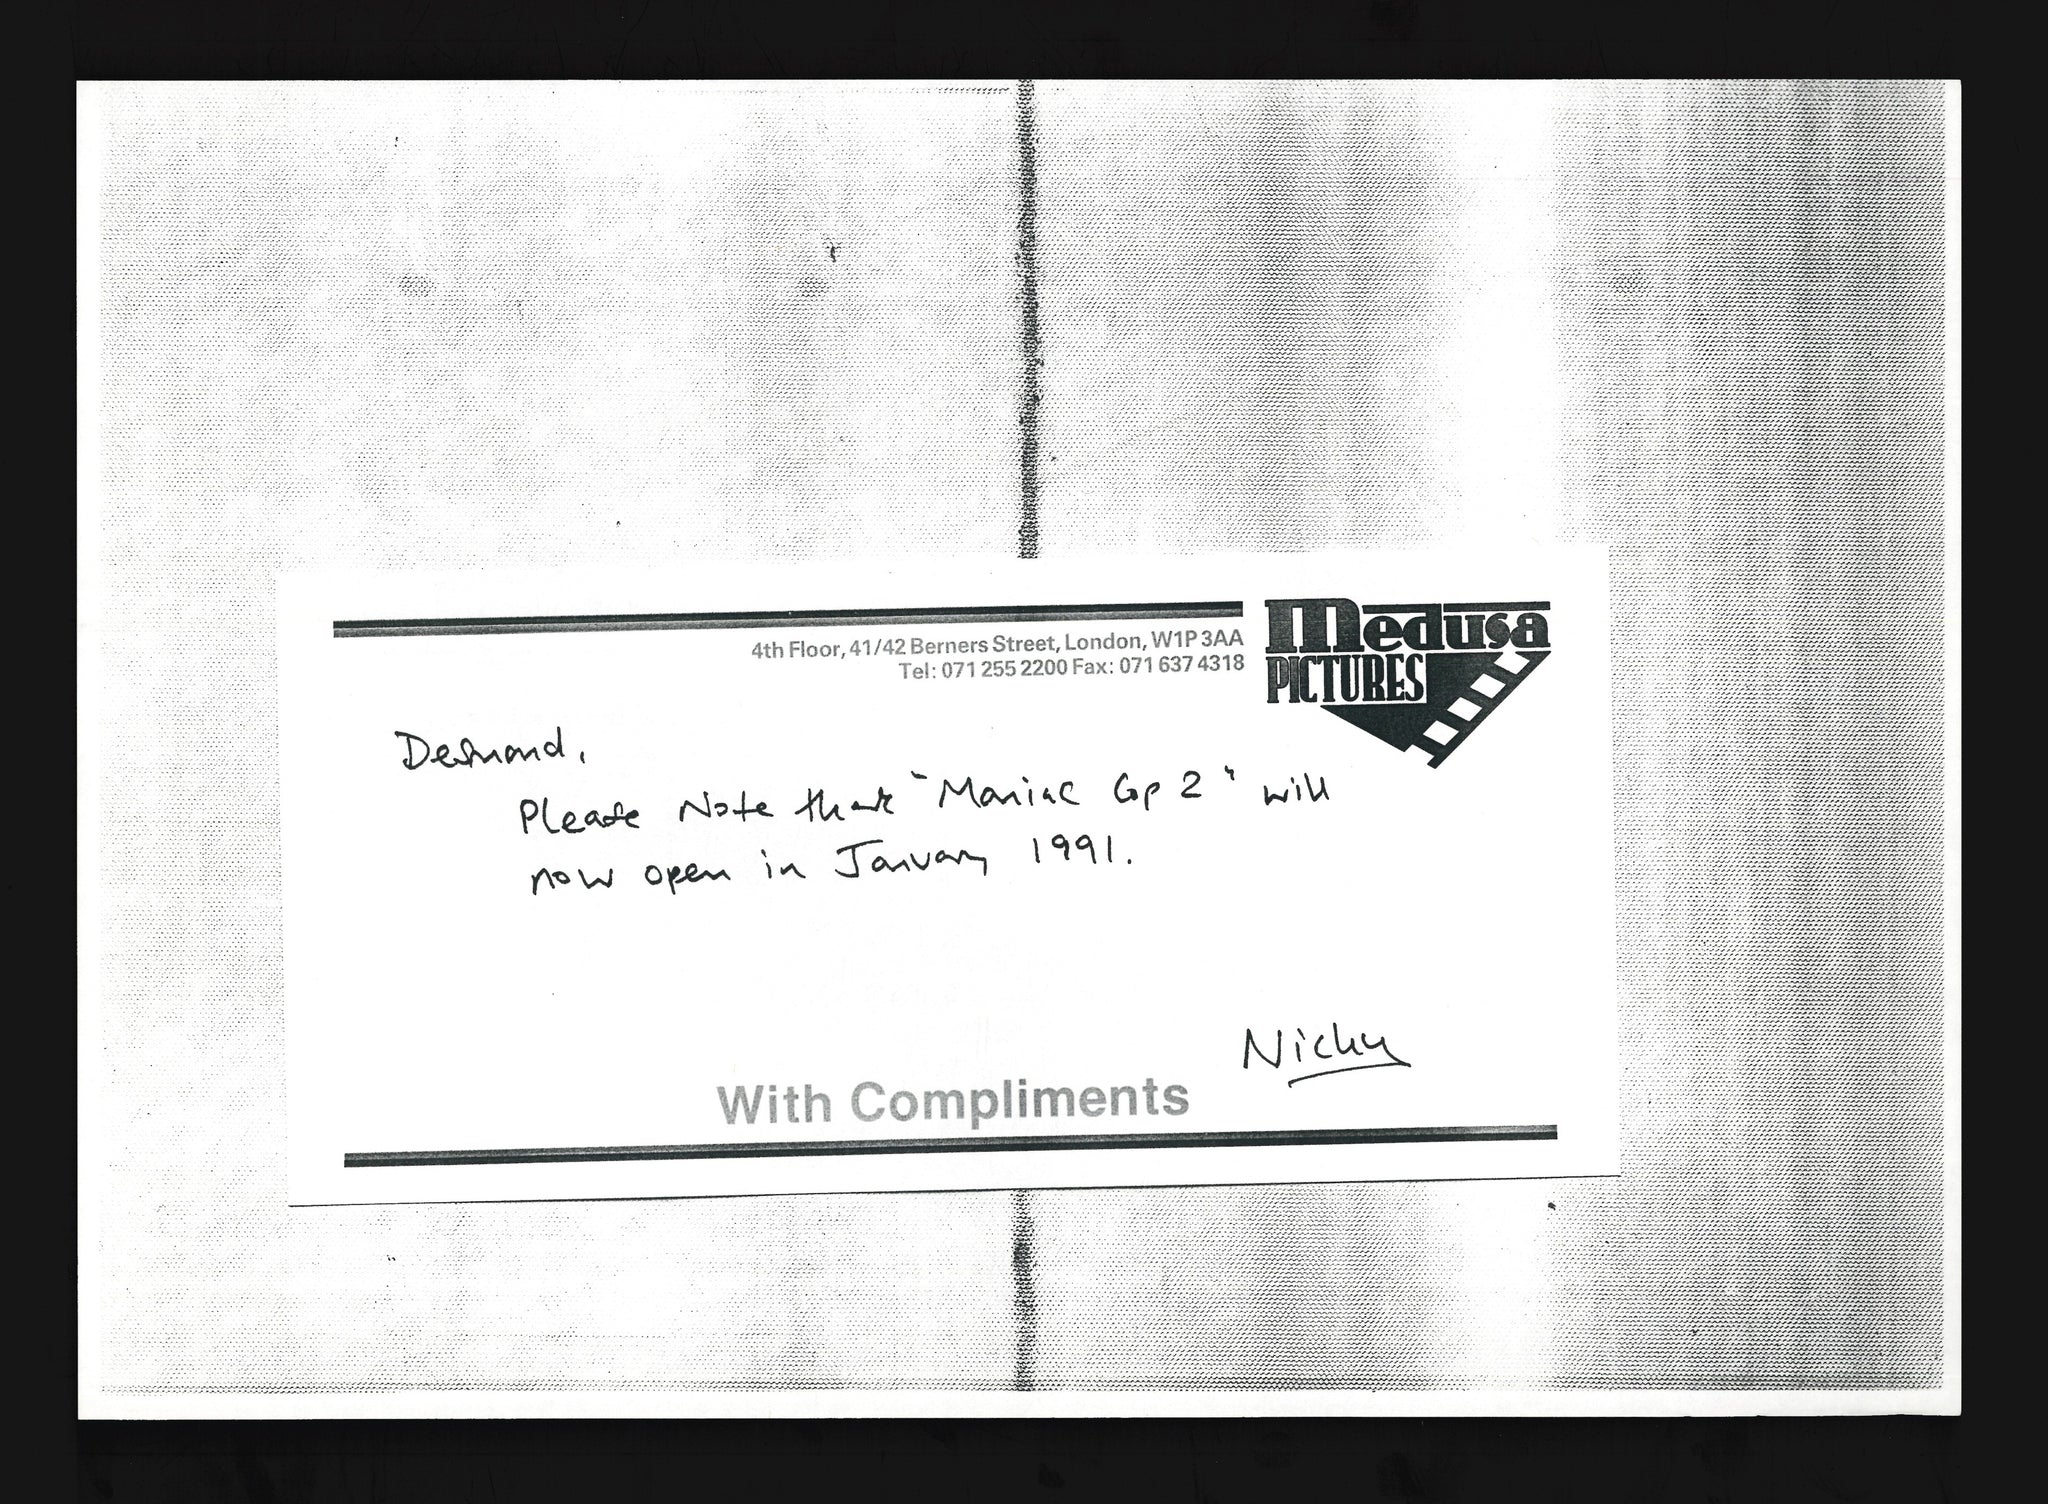 4th Floor, 41/42 Berners Street, London, W1P 3AA
Tel: 071 255 2200 Fax: 071 637 4318
Medusa
PICTURES
Desmond,
Please Note that "Maniac Cop 2" will
now open in January 1991.
Nicky
With Compliments